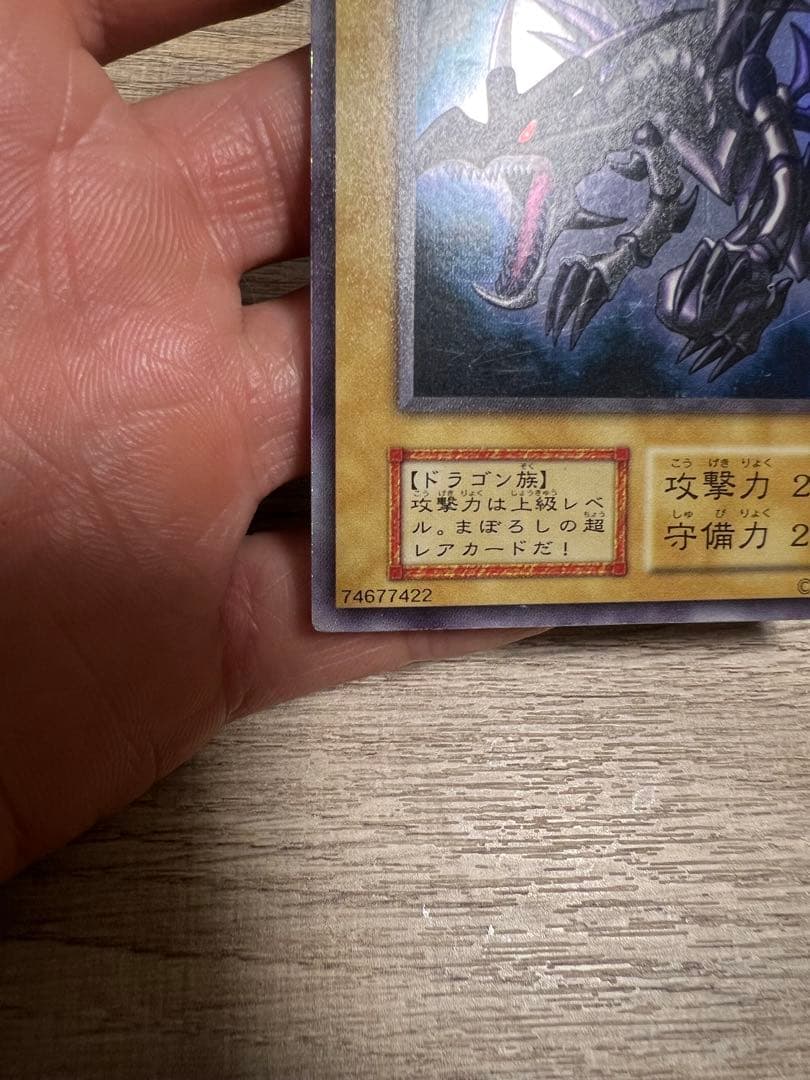 【ドラゴン族】
攻撃力は上級レベ
ル。まぼろしの超
レアカードだ!
攻撃力 2
守備力 2
74677422
©